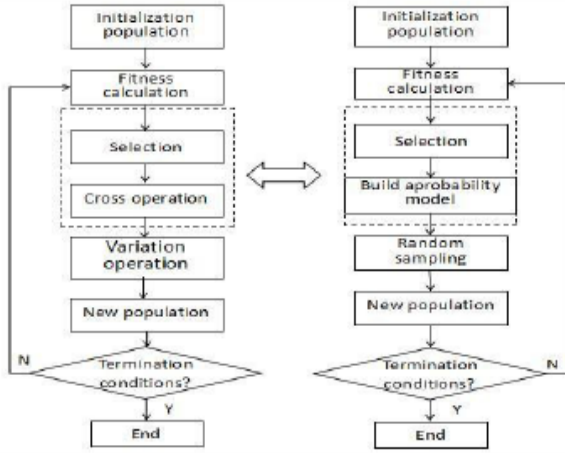 Initialization
population
Fitness
calculation
Selection
Cross operation
Variation
operation
New population
N
Termination
conditions?
Y
End
Initialization
population
Fitness
calculation
Selection
Build aprobability
model
Random
sampling
New population
N
Termination
conditions?
Y
End